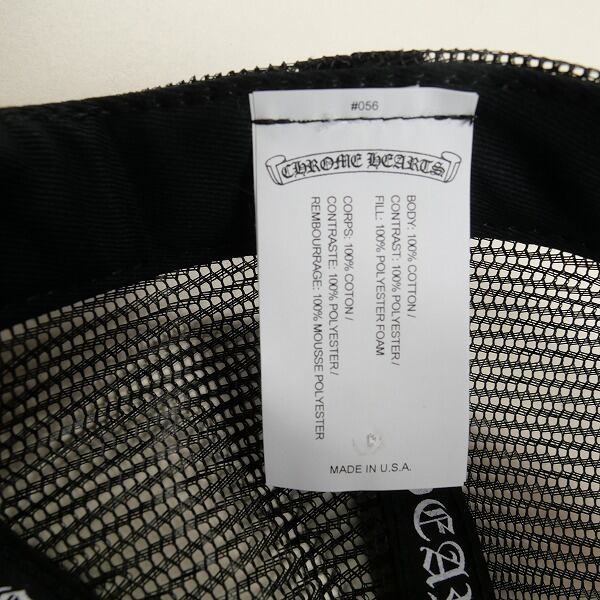 #056
CHROME HEARTS
BODY: 100% COTTON /
CONTRAST: 100% POLYESTER /
FILL: 100% POLYESTER FOAM
CORPS: 100% COTON /
CONTRASTE: 100% POLYESTER /
REMBOURRAGE: 100% MOUSSE POLYESTER
MADE IN U.S.A.